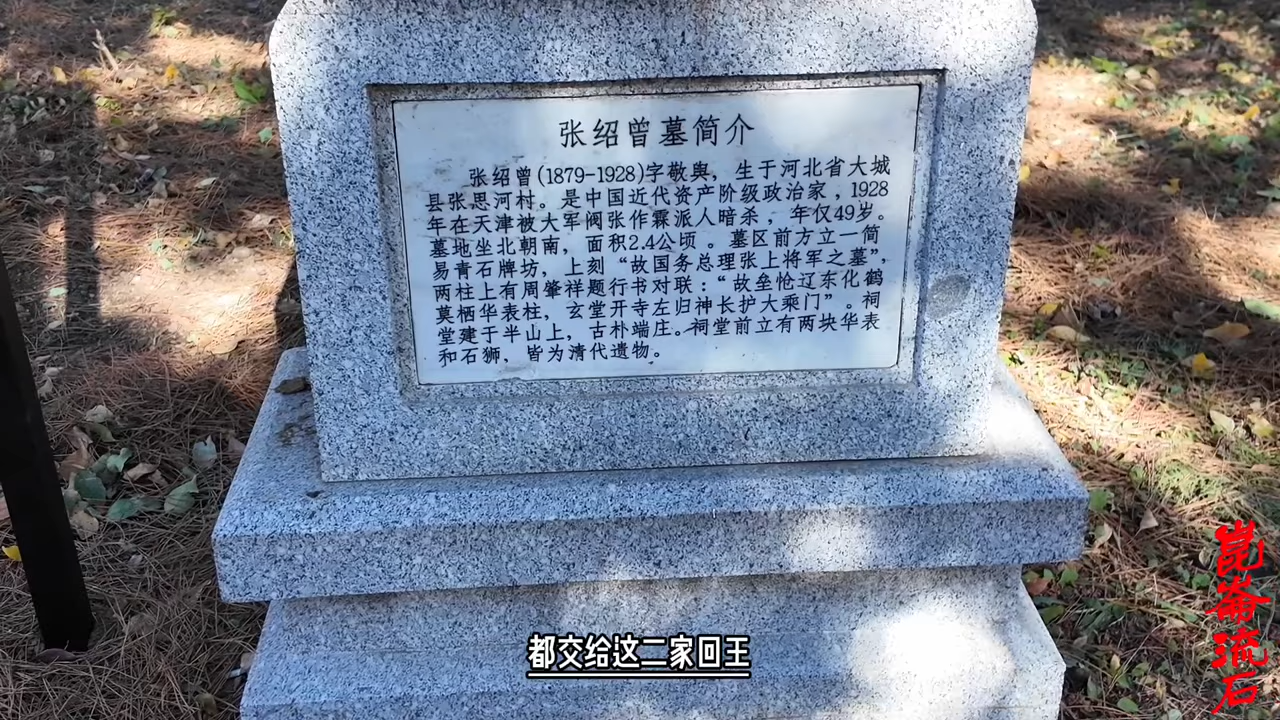 张绍曾墓简介
张绍曾(1879-1928)字敬舆，生于河北省大城
县张思河村。是中国近代资产阶级政治家，1928
年在天津被大军阀张作霖派人暗杀，年仅49岁。
墓地坐北朝南，面积2.4公顷。墓区前方立一简
易青石牌坊，上刻“故国务总理张上将军之墓”，
两柱上有周肇祥题行书对联：“故垒怆辽东化鹤
莫栖华表柱，玄堂开寺左归神长护大乘门”。祠
堂建于半山上，古朴端庄。祠堂前立有两块华表
和石狮，皆为清代遗物。
都交给这二家回王
崑崙流石